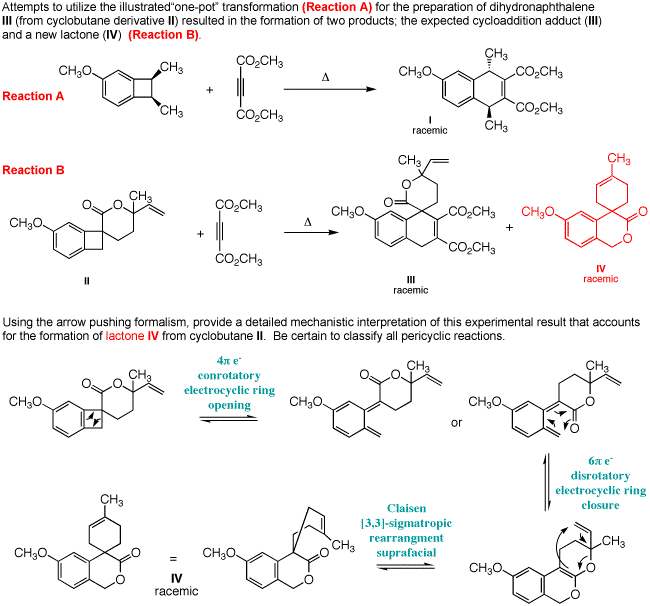 Attempts to utilize the illustrated“one-pot” transformation (Reaction A) for the preparation of dihydronaphthalene
III (from cyclobutane derivative II) resulted in the formation of two products; the expected cycloaddition adduct (III)
and a new lactone (IV) (Reaction B).
Reaction A
CH3O
CH3
CH3
+
CO2CH3
CO2CH3
Δ
CH3O
CH3
CO2CH3
CO2CH3
CH3
I
racemic
Reaction B
CH3O
O
O
CH3
II
+
CO2CH3
CO2CH3
Δ
CH3
O
O
CH3O
CO2CH3
CO2CH3
III
racemic
+
CH3
CH3O
O
O
IV
racemic
Using the arrow pushing formalism, provide a detailed mechanistic interpretation of this experimental result that accounts
for the formation of lactone IV from cyclobutane II. Be certain to classify all pericyclic reactions.
CH3O
O
O
CH3
4π e-
conrotatory
electrocyclic ring
opening
CH3O
O
O
CH3
or
CH3O
CH3
O
O
6π e-
disrotatory
electrocyclic ring
closure
CH3
CH3O
O
O
=
IV
racemic
CH3O
CH3
O
O
Claisen
[3,3]-sigmatropic
rearrangment
suprafacial
CH3O
CH3
O
O